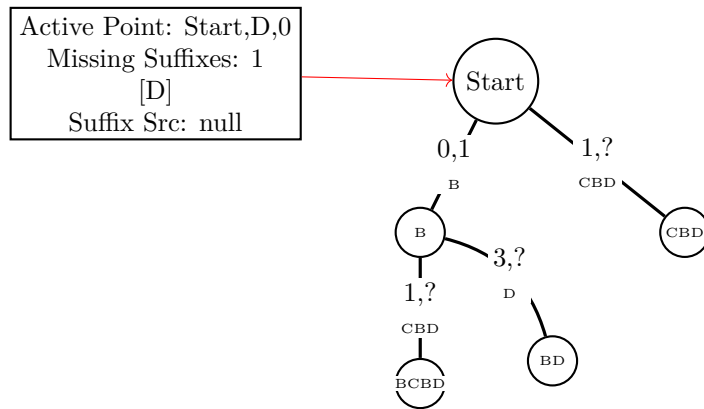 Active Point: Start,D,0
Missing Suffixes: 1
[D]
Suffix Src: null
Start
0,1
B
1,?
CBD
B
CBD
3,?
D
1,?
CBD
BD
BCBD